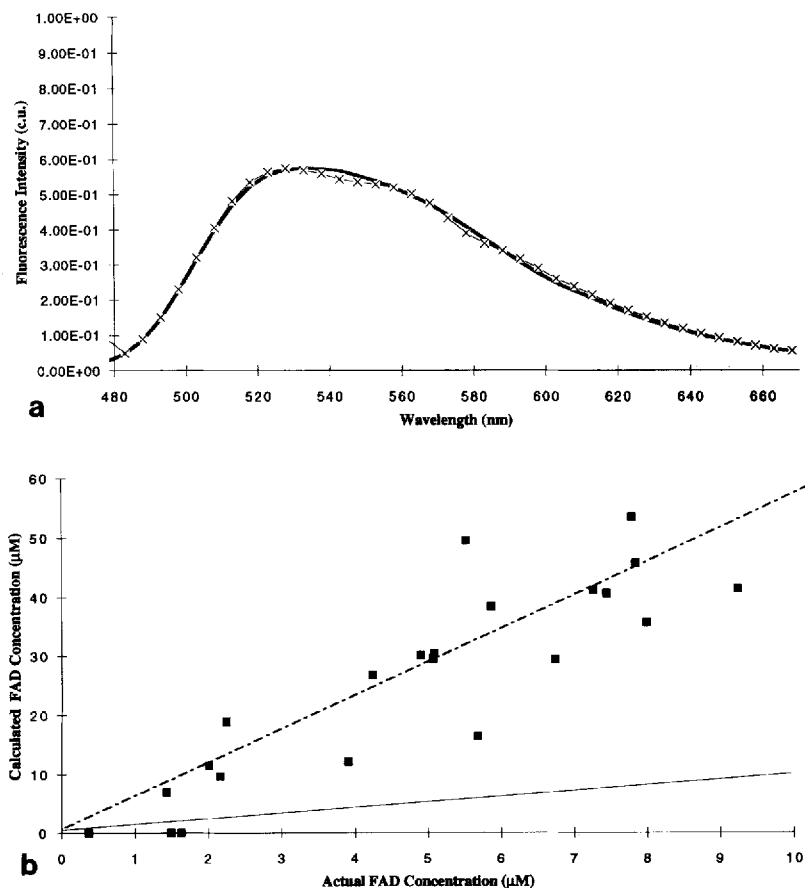 1.00E+00
9.00E-01
8.00E-01
7.00E-01
6.00E-01
5.00E-01
4.00E-01
3.00E-01
2.00E-01
1.00E-01
0.00E+00
Fluorescence Intensity (c.u.)
480 500 520 540 560 580 600 620 640 660
Wavelength (nm)
a
60
50
40
30
20
10
0
Calculated FAD Concentration (µM)
0 1 2 3 4 5 6 7 8 9 10
Actual FAD Concentration (µM)
b